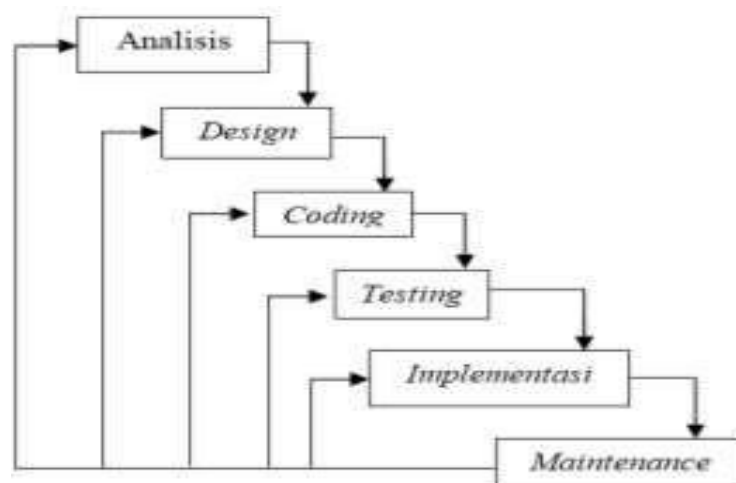 Analisis
Design
Coding
Testing
Implementasi
Maintenance